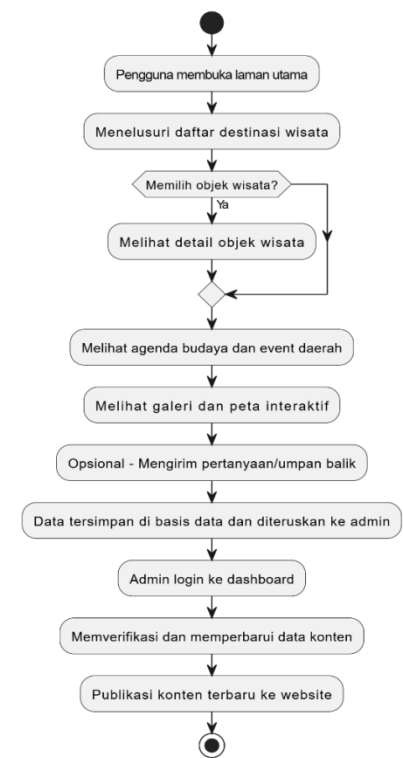 Pengguna membuka laman utama
Menelusuri daftar destinasi wisata
Memilih objek wisata?
Ya
Melihat detail objek wisata
Melihat agenda budaya dan event daerah
Melihat galeri dan peta interaktif
Opsional - Mengirim pertanyaan/umpan balik
Data tersimpan di basis data dan diteruskan ke admin
Admin login ke dashboard
Memverifikasi dan memperbarui data konten
Publikasi konten terbaru ke website